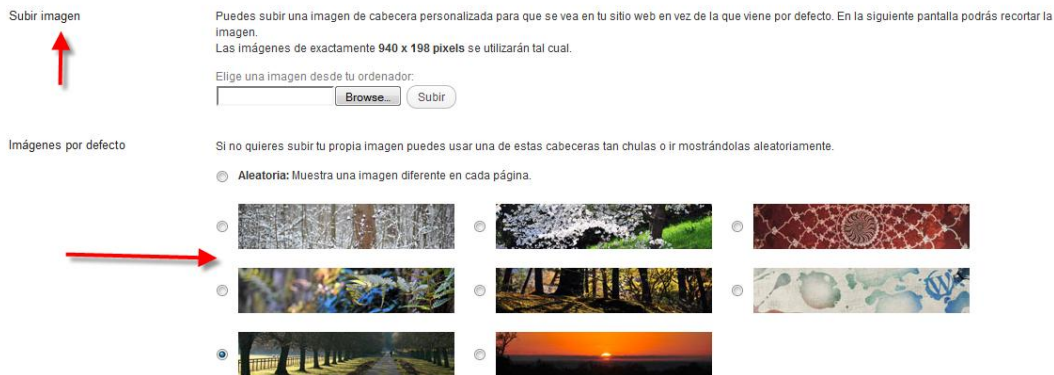 Subir imagen
Puedes subir una imagen de cabecera personalizada para que se vea en tu sitio web en vez de la que viene por defecto. En la siguiente pantalla podrás recortar la
imagen.
Las imágenes de exactamente 940 x 198 pixels se utilizarán tal cual.
Elige una imagen desde tu ordenador:
Browse... Subir
Imágenes por defecto
Si no quieres subir tu propia imagen puedes usar una de estas cabeceras tan chulas o ir mostrándolas aleatoriamente.
Aleatoria: Muestra una imagen diferente en cada página.